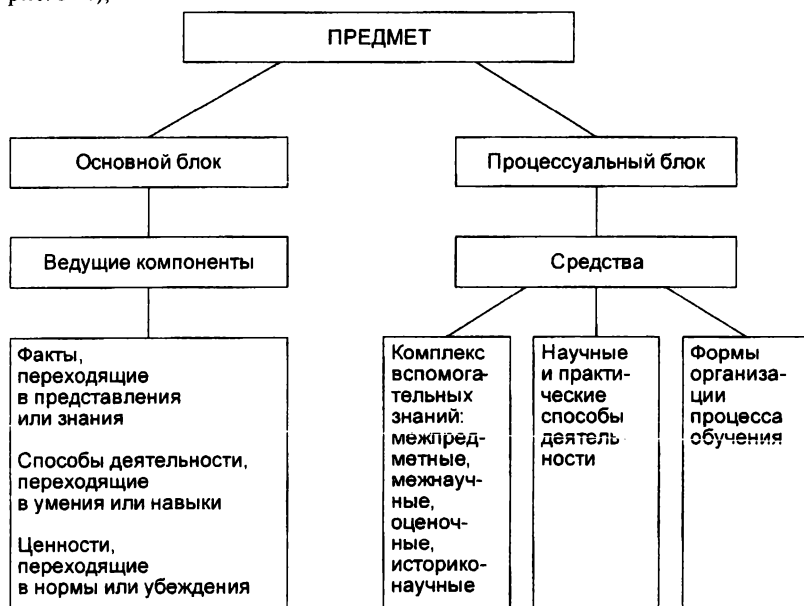 ПРЕДМЕТ
Основной блок
Процессуальный блок
Ведущие компоненты
Средства
Факты,
переходящие
в представления
или знания
Способы деятельности,
переходящие
в умения или навыки
Ценности,
переходящие
в нормы или убеждения
Комплекс
вспомога-
тельных
знаний:
межпред-
метные,
межнауч-
ные,
оценоч-
ные,
историко-
научные
Научные
и практи-
ческие
способы
деятель
ности
Формы
организа-
ции
процесса
обучения